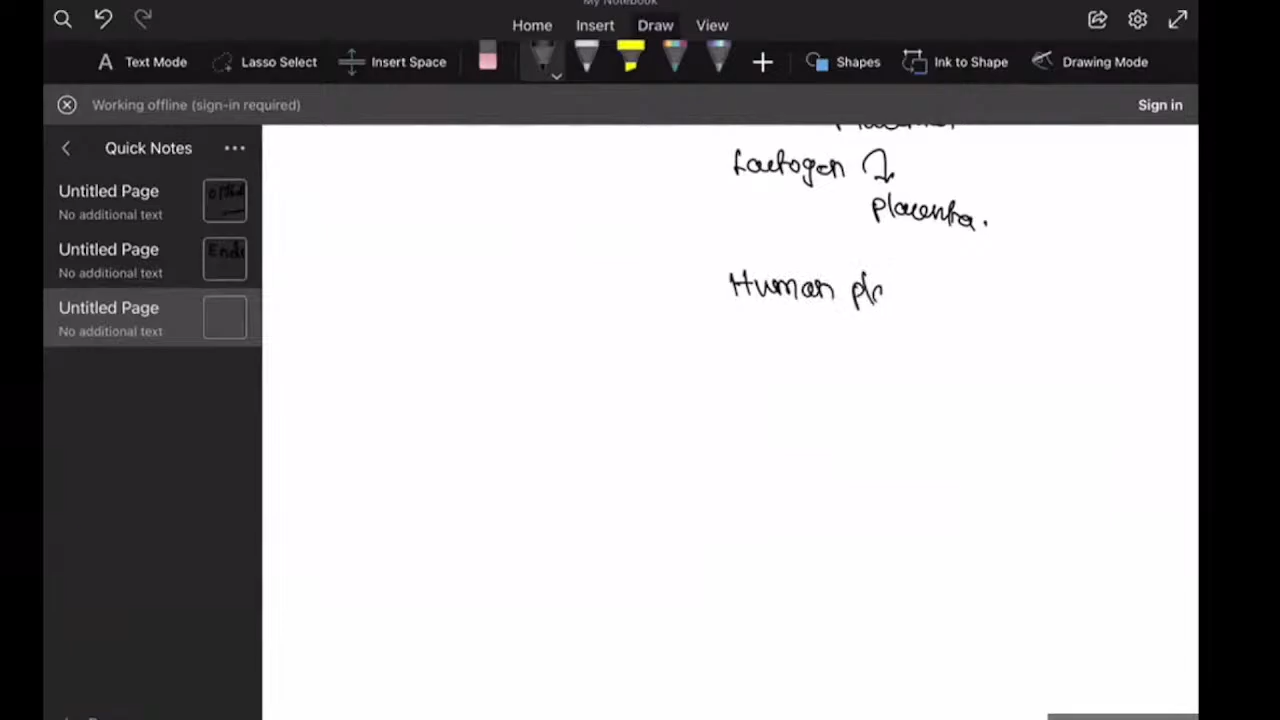 My Notebook
Home Insert Draw View
Text Mode Lasso Select Insert Space Shapes Ink to Shape Drawing Mode
Working offline (sign-in required) Sign in
Quick Notes
Untitled Page
No additional text
Untitled Page
No additional text
Untitled Page
No additional text
Lactogen
placenta.
Human pla